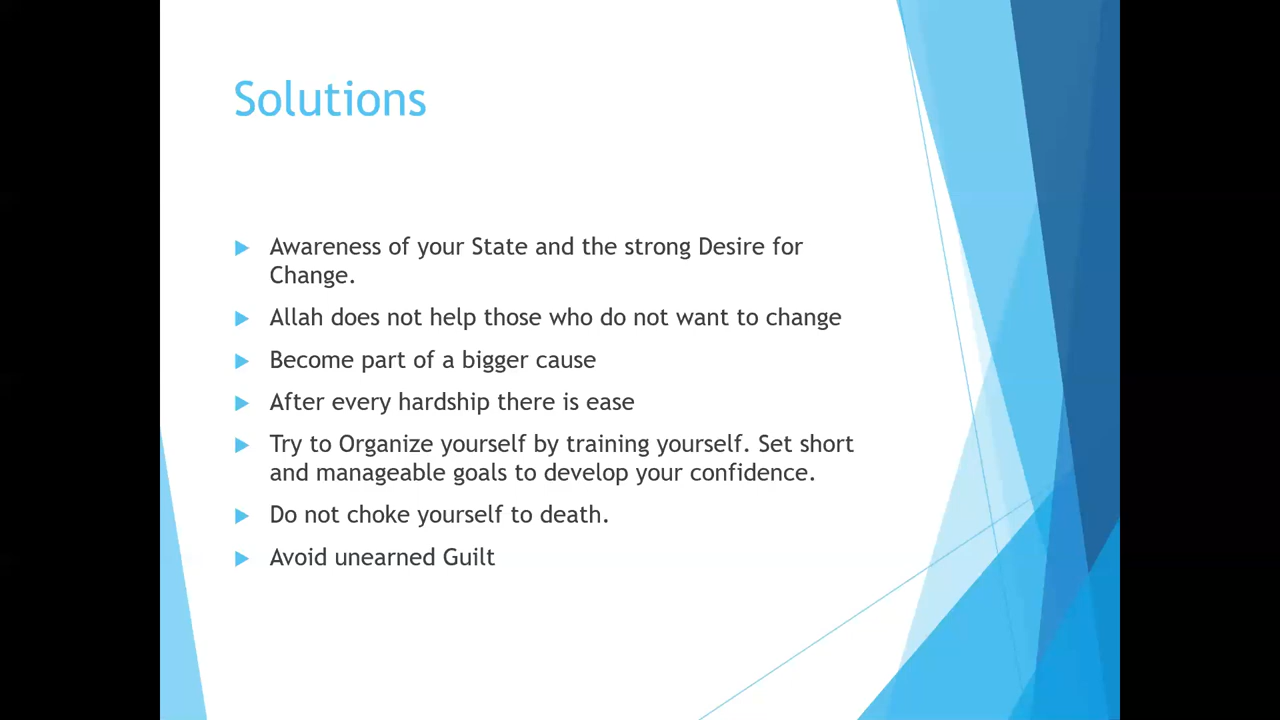 Solutions
Awareness of your State and the strong Desire for
Change.
Allah does not help those who do not want to change
Become part of a bigger cause
After every hardship there is ease
Try to Organize yourself by training yourself. Set short
and manageable goals to develop your confidence.
Do not choke yourself to death.
Avoid unearned Guilt